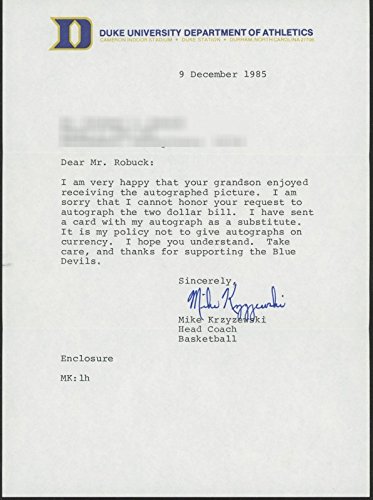 D
DUKE UNIVERSITY DEPARTMENT OF ATHLETICS
CAMERON INDOOR STADIUM • DUKE STATION • DURHAM, NORTH CAROLINA 27706
9 December 1985
Dear Mr. Robuck:
I am very happy that your grandson enjoyed
receiving the autographed picture. I am
sorry that I cannot honor your request to
autograph the two dollar bill. I have sent
a card with my autograph as a substitute.
It is my policy not to give autographs on
currency. I hope you understand. Take
care, and thanks for supporting the Blue
Devils.
Sincerely,
Mike Krzyzewski
Mike Krzyzewski
Head Coach
Basketball
Enclosure
MK:lh